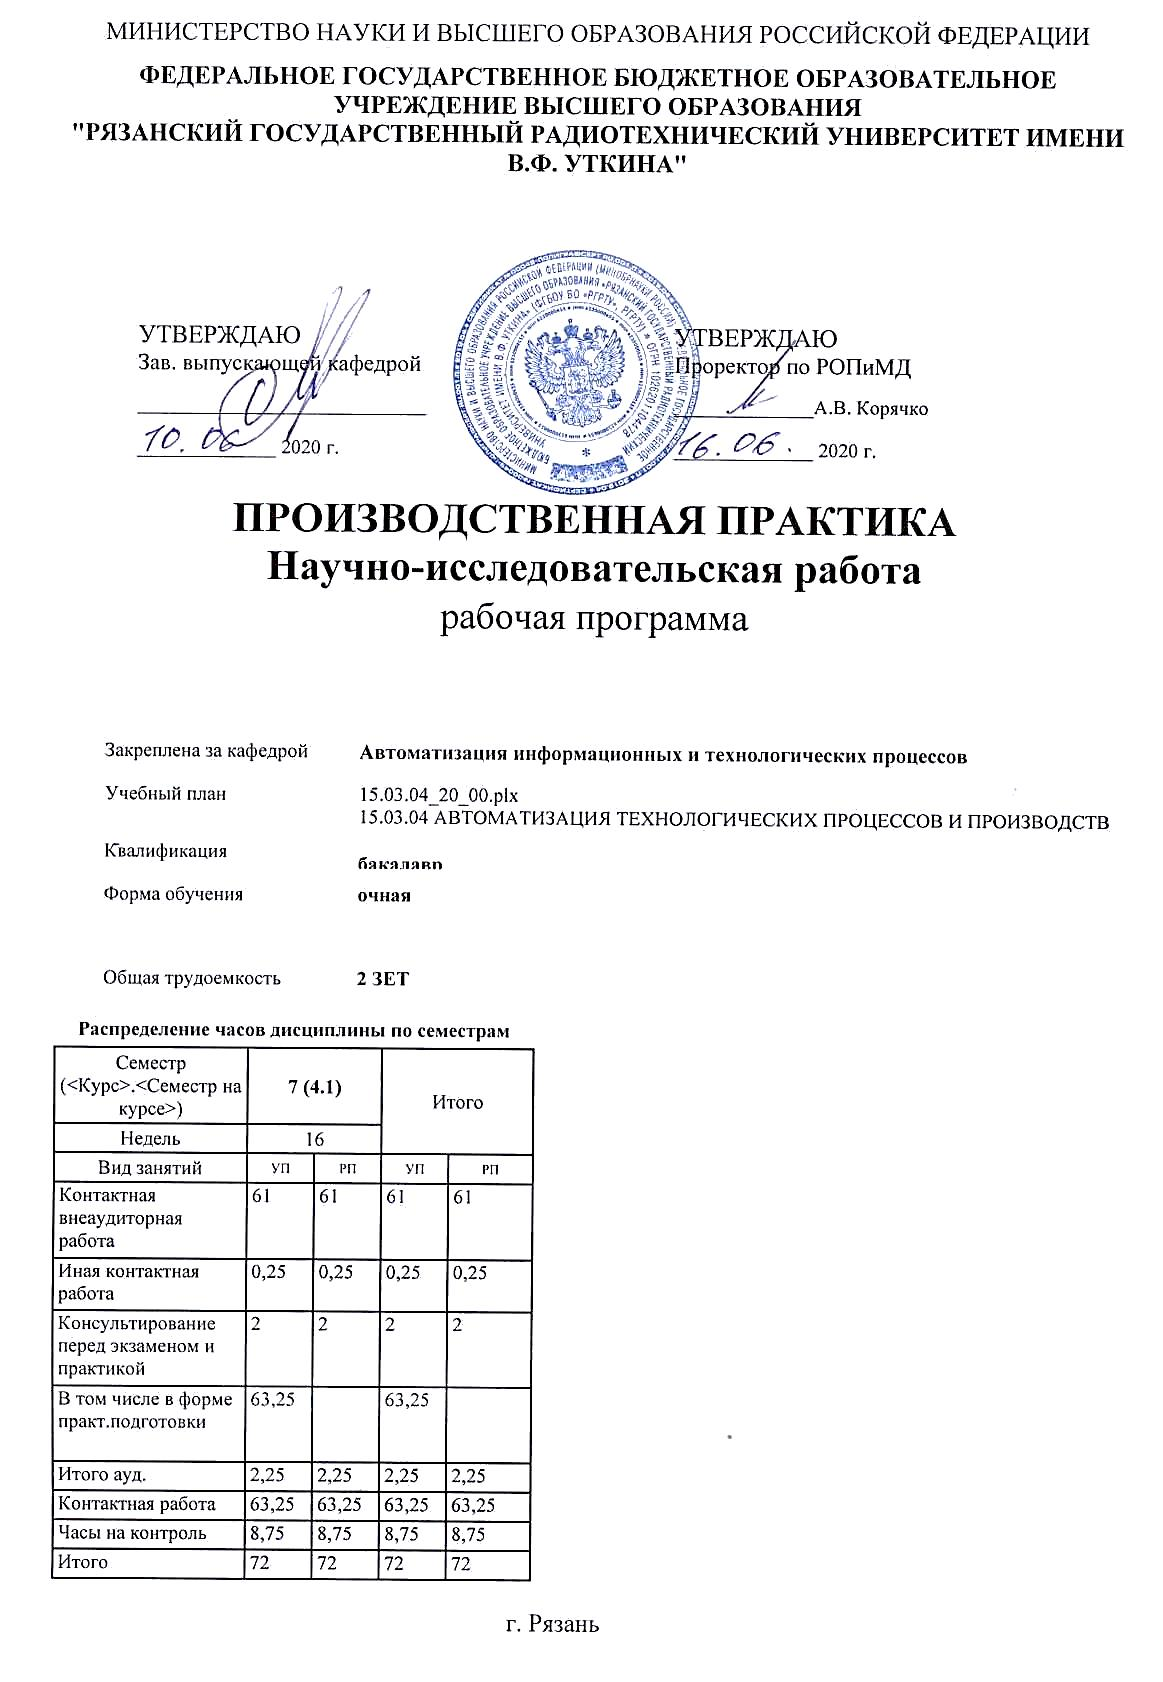 МИНИСТЕРСТВО НАУКИ И ВЫСШЕГО ОБРАЗОВАНИЯ РОССИЙСКОЙ ФЕДЕРАЦИИ
ФЕДЕРАЛЬНОЕ ГОСУДАРСТВЕННОЕ БЮДЖЕТНОЕ ОБРАЗОВАТЕЛЬНОЕ
УЧРЕЖДЕНИЕ ВЫСШЕГО ОБРАЗОВАНИЯ
"РЯЗАНСКИЙ ГОСУДАРСТВЕННЫЙ РАДИОТЕХНИЧЕСКИЙ УНИВЕРСИТЕТ ИМЕНИ
В.Ф. УТКИНА"
УТВЕРЖДАЮ
Зав. выпускающей кафедрой
10. 06 2020 г.
УТВЕРЖДАЮ
Проректор по РОПиМД
А.В. Корячко
16. 06. 2020 г.
ПРОИЗВОДСТВЕННАЯ ПРАКТИКА
Научно-исследовательская работа
рабочая программа
Закреплена за кафедрой Автоматизация информационных и технологических процессов
Учебный план 15.03.04_20_00.plx
15.03.04 АВТОМАТИЗАЦИЯ ТЕХНОЛОГИЧЕСКИХ ПРОЦЕССОВ И ПРОИЗВОДСТВ
Квалификация бакалавр
Форма обучения очная
Общая трудоемкость 2 ЗЕТ
Распределение часов дисциплины по семестрам
Семестр
(<Курс>.<Семестр на
курсе>) 7 (4.1) Итого
Недель 16
Вид занятий УП РП УП РП
Контактная
внеаудиторная
работа 61 61 61 61
Иная контактная
работа 0,25 0,25 0,25 0,25
Консультирование
перед экзаменом и
практикой 2 2 2 2
В том числе в форме
практ.подготовки 63,25 63,25
Итого ауд. 2,25 2,25 2,25 2,25
Контактная работа 63,25 63,25 63,25 63,25
Часы на контроль 8,75 8,75 8,75 8,75
Итого 72 72 72 72
г. Рязань